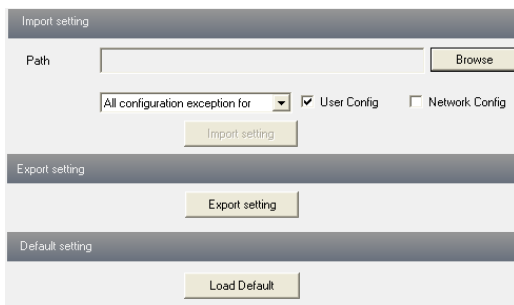 Import setting
Path Browse
All configuration exception for User Config Network Config
Import setting
Export setting
Export setting
Default setting
Load Default